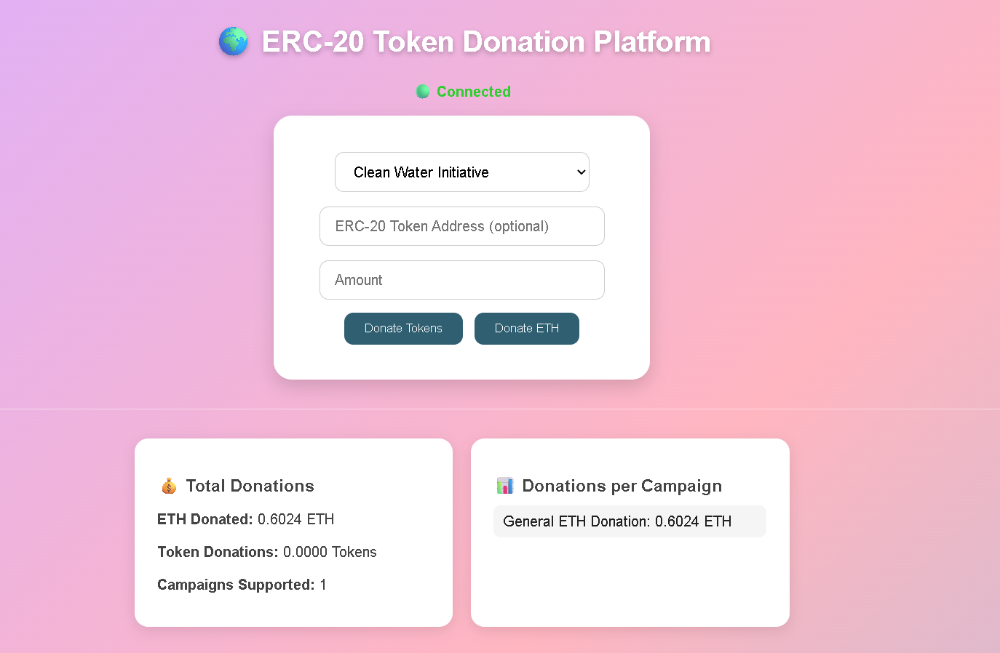 ERC-20 Token Donation Platform
Connected
Clean Water Initiative
ERC-20 Token Address (optional)
Amount
Donate Tokens
Donate ETH
Total Donations
ETH Donated: 0.6024 ETH
Token Donations: 0.0000 Tokens
Campaigns Supported: 1
Donations per Campaign
General ETH Donation: 0.6024 ETH